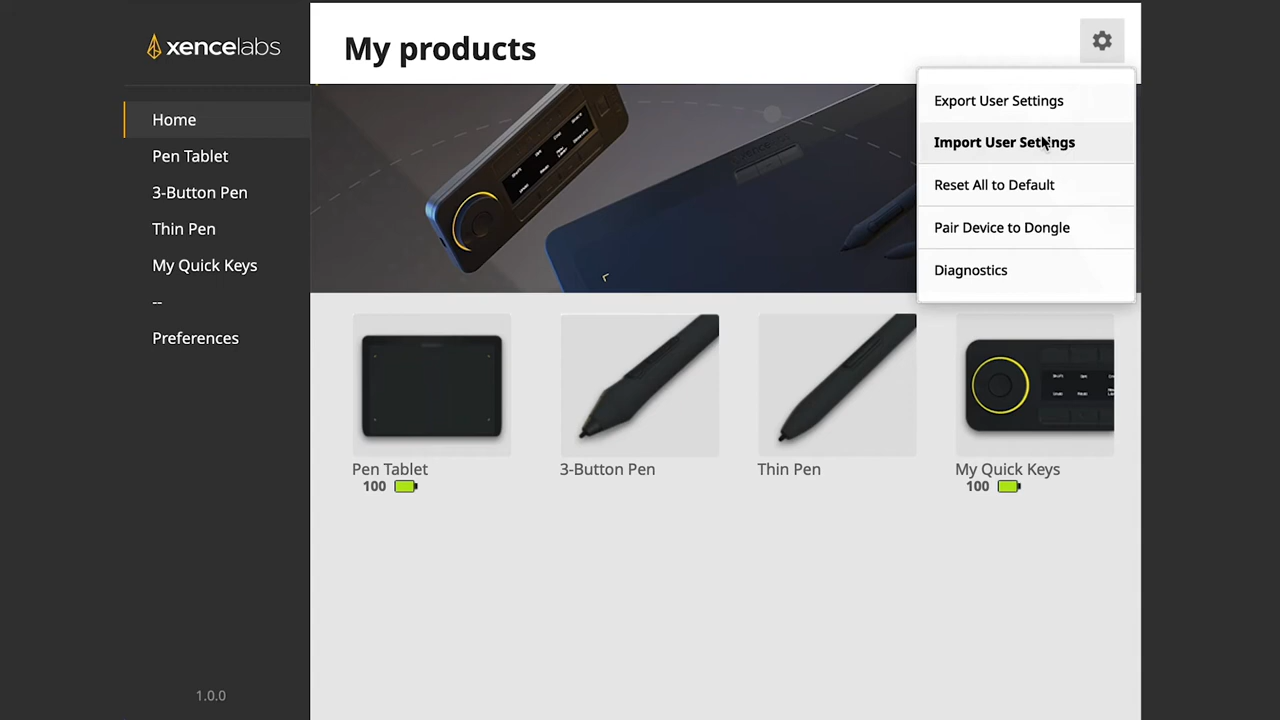 xencelabs
Home
Pen Tablet
3-Button Pen
Thin Pen
My Quick Keys
--
Preferences
1.0.0
My products
Export User Settings
Import User Settings
Reset All to Default
Pair Device to Dongle
Diagnostics
Pen Tablet
100
3-Button Pen
Thin Pen
My Quick Keys
100